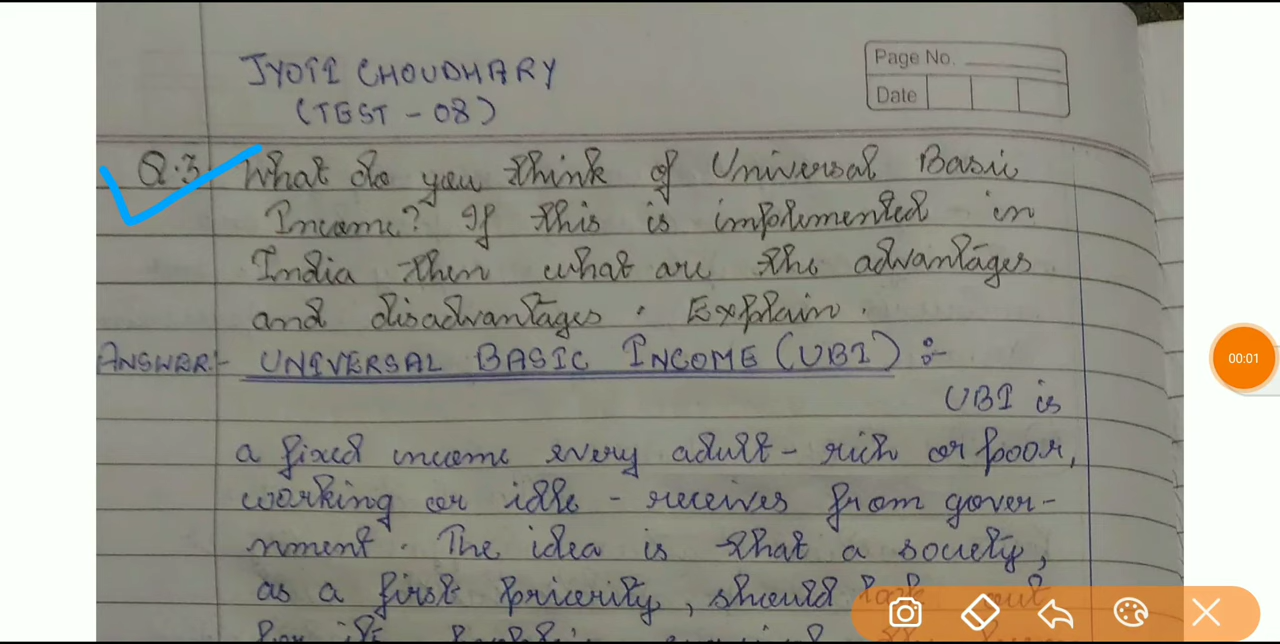 JYOTI CHOUDHARY
(TEST - 08)
Page No.
Date
Q.3. What do you think of Universal Basic
Income? If this is implemented in
India then what are the advantages
and disadvantages. Explain.
ANSWER:- UNIVERSAL BASIC INCOME (UBI) :-
UBI is
a fixed income every adult - rich or poor,
working or idle - receives from gover-
nment. The idea is that a society,
as a first priority, should look out
00:01